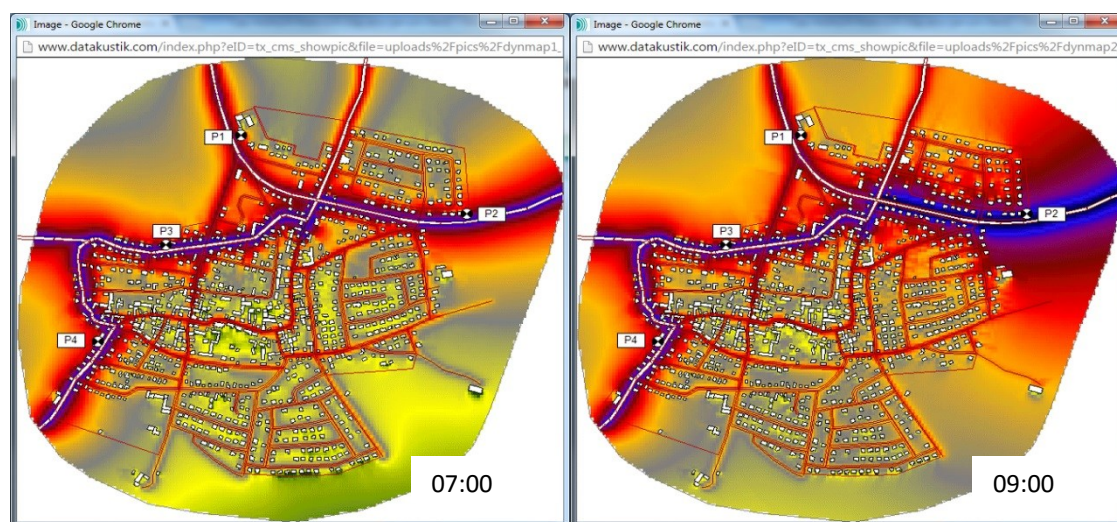 Image - Google Chrome
www.datakustik.com/index.php?eID=tx_cms_showpic&file=uploads%2Fpics%2Fdynmap1_
P1
P2
P3
P4
07:00
Image - Google Chrome
www.datakustik.com/index.php?eID=tx_cms_showpic&file=uploads%2Fpics%2Fdynmap2
P1
P2
P3
P4
09:00